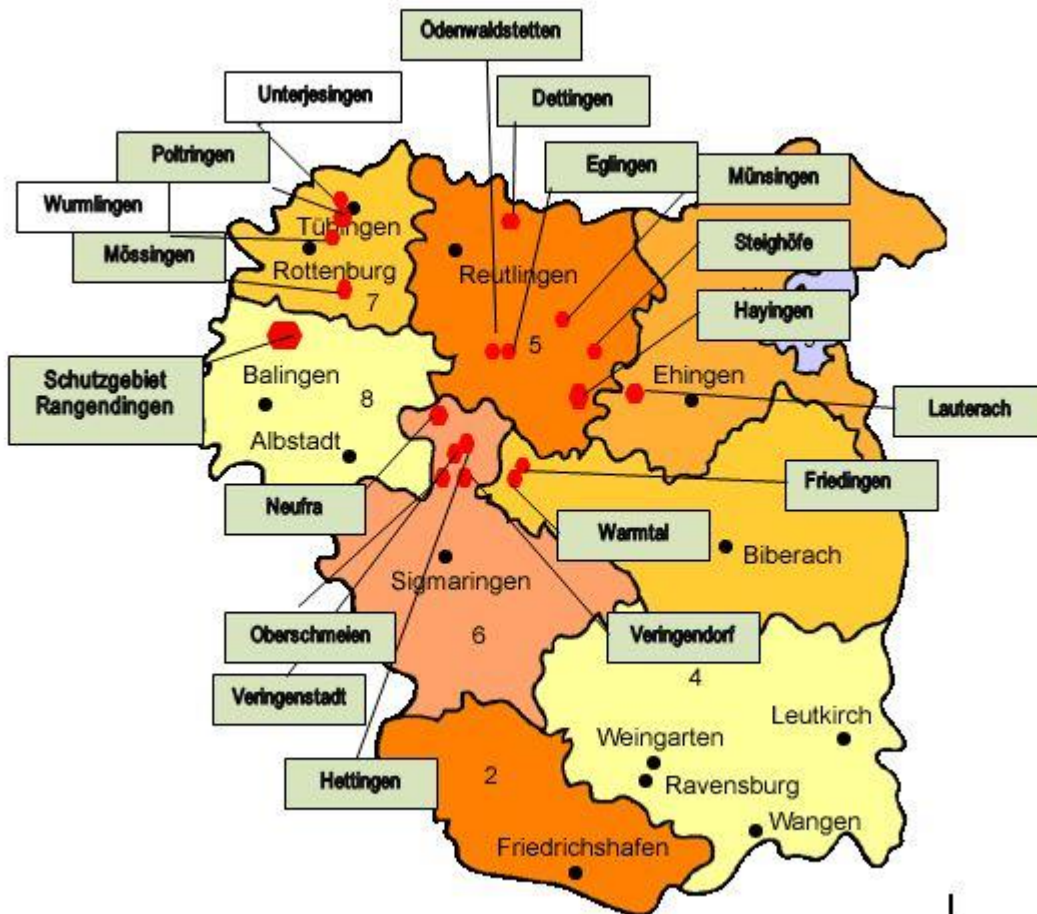 Ödenwaldstetten
Unterjesingen
Dettingen
Poltringen
Eglingen
Münsingen
Wurmlingen
Tübingen
Steighöfe
Mössingen
Rottenburg
Reutlingen
7
Hayingen
5
Schutzgebiet
Rangendingen
Balingen
8
Ehingen
Lauterach
Albstadt
Neufra
Friedingen
Warmtal
Biberach
Sigmaringen
Oberschmeien
6
Veringendorf
4
Veringenstadt
Leutkirch
Weingarten
Hettingen
2
Ravensburg
Wangen
Friedrichshafen